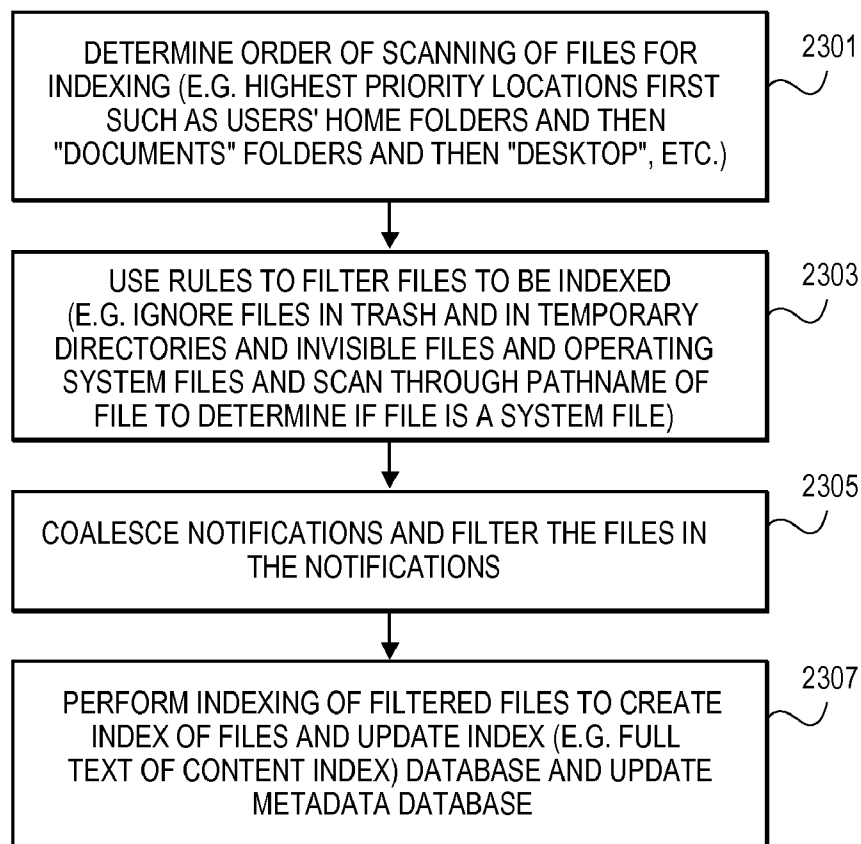 DETERMINE ORDER OF SCANNING OF FILES FOR
INDEXING (E.G. HIGHEST PRIORITY LOCATIONS FIRST
SUCH AS USERS' HOME FOLDERS AND THEN
"DOCUMENTS" FOLDERS AND THEN "DESKTOP", ETC.)
2301
USE RULES TO FILTER FILES TO BE INDEXED
(E.G. IGNORE FILES IN TRASH AND IN TEMPORARY
DIRECTORIES AND INVISIBLE FILES AND OPERATING
SYSTEM FILES AND SCAN THROUGH PATHNAME OF
FILE TO DETERMINE IF FILE IS A SYSTEM FILE)
2303
COALESCE NOTIFICATIONS AND FILTER THE FILES IN
THE NOTIFICATIONS
2305
PERFORM INDEXING OF FILTERED FILES TO CREATE
INDEX OF FILES AND UPDATE INDEX (E.G. FULL
TEXT OF CONTENT INDEX) DATABASE AND UPDATE
METADATA DATABASE
2307